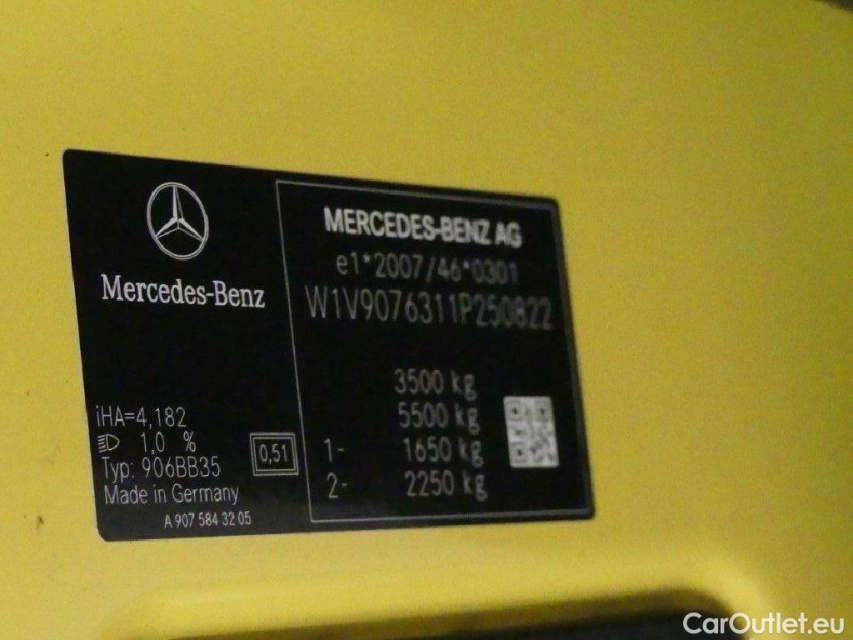 Mercedes-Benz
iHA=4,182
1,0 %
Typ: 906BB35
Made in Germany
A 907 584 32 05
0,51
MERCEDES-BENZ AG
e1*2007/46*0301
W1V9076311P250822
3500 kg
5500 kg
1- 1650 kg
2- 2250 kg
CarOutlet.eu